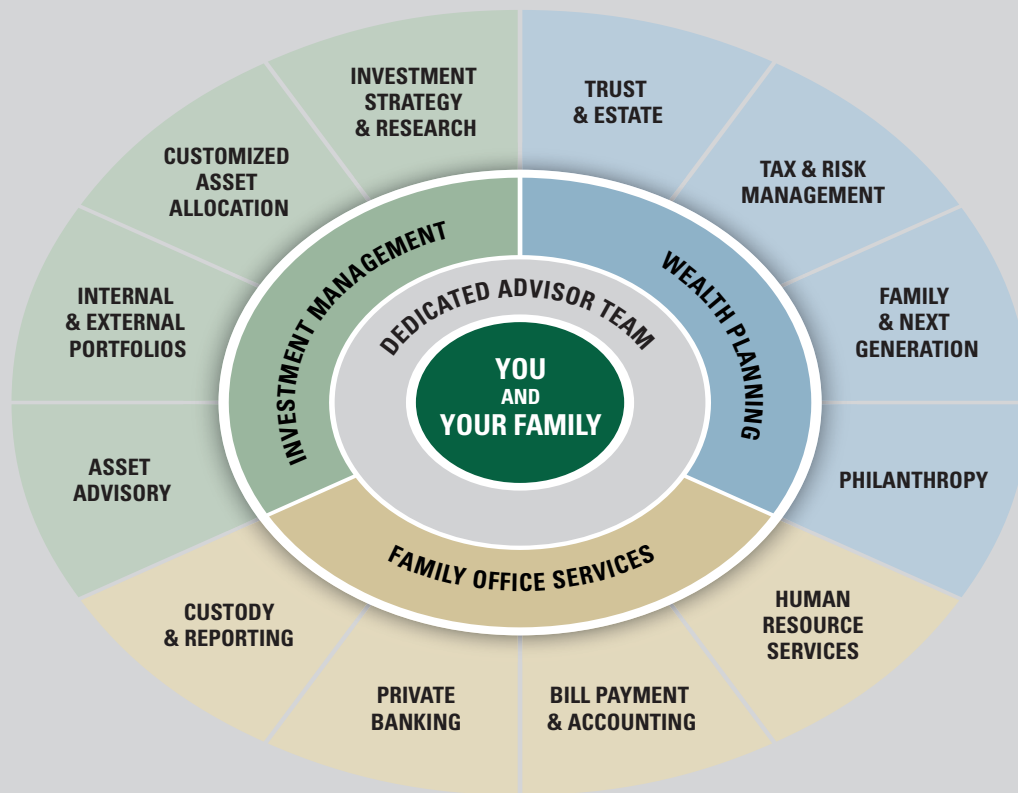 INVESTMENT
STRATEGY
& RESEARCH
TRUST
& ESTATE
CUSTOMIZED
ASSET
ALLOCATION
TAX & RISK
MANAGEMENT
INTERNAL
& EXTERNAL
PORTFOLIOS
FAMILY
& NEXT
GENERATION
ASSET
ADVISORY
PHILANTHROPY
INVESTMENT MANAGEMENT
WEALTH PLANNING
DEDICATED ADVISOR TEAM
YOU
AND
YOUR FAMILY
FAMILY OFFICE SERVICES
CUSTODY
& REPORTING
PRIVATE
BANKING
BILL PAYMENT
& ACCOUNTING
HUMAN
RESOURCE
SERVICES